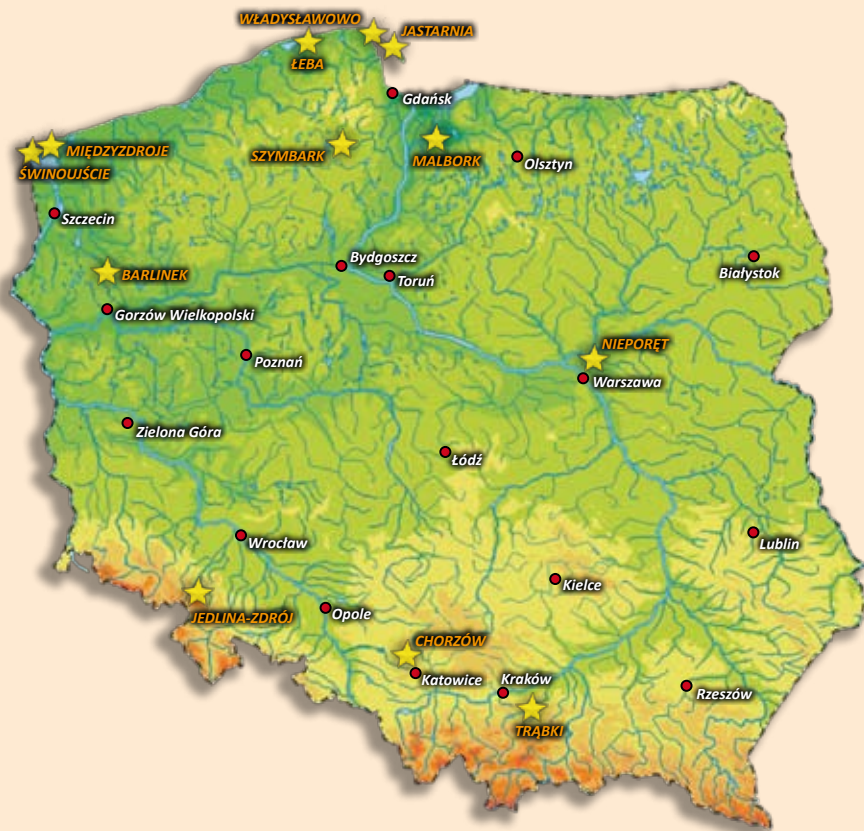 WŁADYSŁAWOWO
JASTARNIA
ŁEBA
Gdańsk
MIĘDZYZDROJE
SZYMBARK
MALBORK
Olsztyn
ŚWINOUJŚCIE
Szczecin
Bydgoszcz
Białystok
BARLINEK
Toruń
Gorzów Wielkopolski
NIEPORĘT
Poznań
Warszawa
Zielona Góra
Łódź
Wrocław
Lublin
Kielce
JEDLINA-ZDRÓJ
Opole
CHORZÓW
Katowice
Kraków
Rzeszów
TRĄBKI